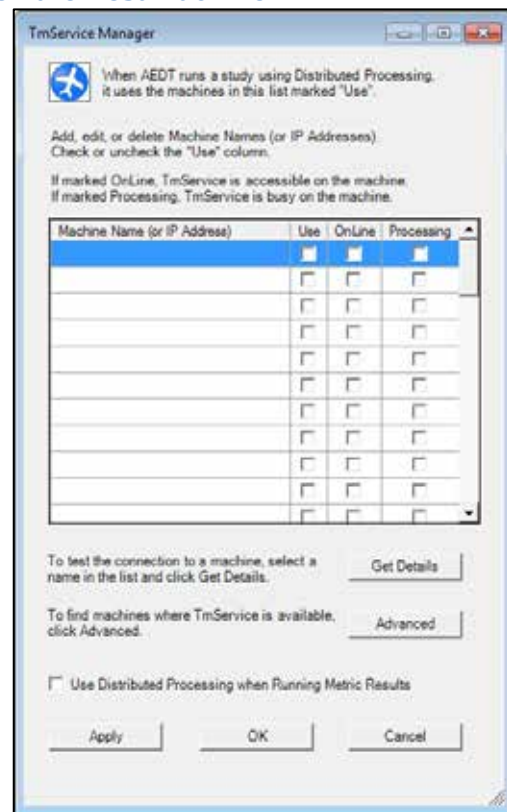 TmService Manager
When AEDT runs a study using Distributed Processing,
it uses the machines in this list marked "Use".
Add, edit, or delete Machine Names (or IP Addresses)
Check or uncheck the "Use" column.
If marked OnLine, TmService is accessible on the machine.
If marked Processing, TmService is busy on the machine.
Machine Name (or IP Address) Use OnLine Processing
To test the connection to a machine, select a
name in the list and click Get Details.
Get Details
To find machines where TmService is available,
click Advanced.
Advanced
Use Distributed Processing when Running Metric Results
Apply OK Cancel